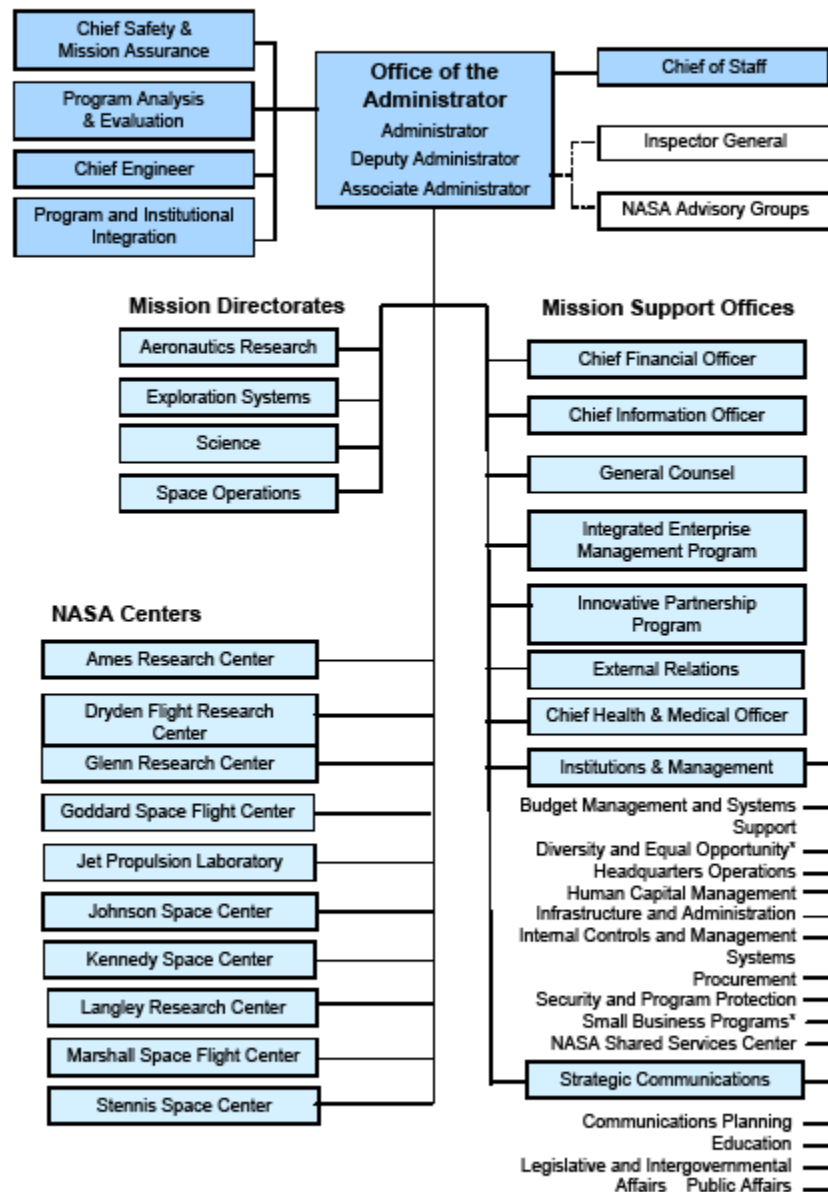 Chief Safety &
Mission Assurance
Program Analysis
& Evaluation
Chief Engineer
Program and Institutional
Integration
Office of the
Administrator
Administrator
Deputy Administrator
Associate Administrator
Chief of Staff
Inspector General
NASA Advisory Groups
Mission Directorates
Aeronautics Research
Exploration Systems
Science
Space Operations
NASA Centers
Ames Research Center
Dryden Flight Research
Center
Glenn Research Center
Goddard Space Flight Center
Jet Propulsion Laboratory
Johnson Space Center
Kennedy Space Center
Langley Research Center
Marshall Space Flight Center
Stennis Space Center
Mission Support Offices
Chief Financial Officer
Chief Information Officer
General Counsel
Integrated Enterprise
Management Program
Innovative Partnership
Program
External Relations
Chief Health & Medical Officer
Institutions & Management
Budget Management and Systems
Support
Diversity and Equal Opportunity*
Headquarters Operations
Human Capital Management
Infrastructure and Administration
Internal Controls and Management
Systems
Procurement
Security and Program Protection
Small Business Programs*
NASA Shared Services Center
Strategic Communications
Communications Planning
Education
Legislative and Intergovernmental
Affairs Public Affairs